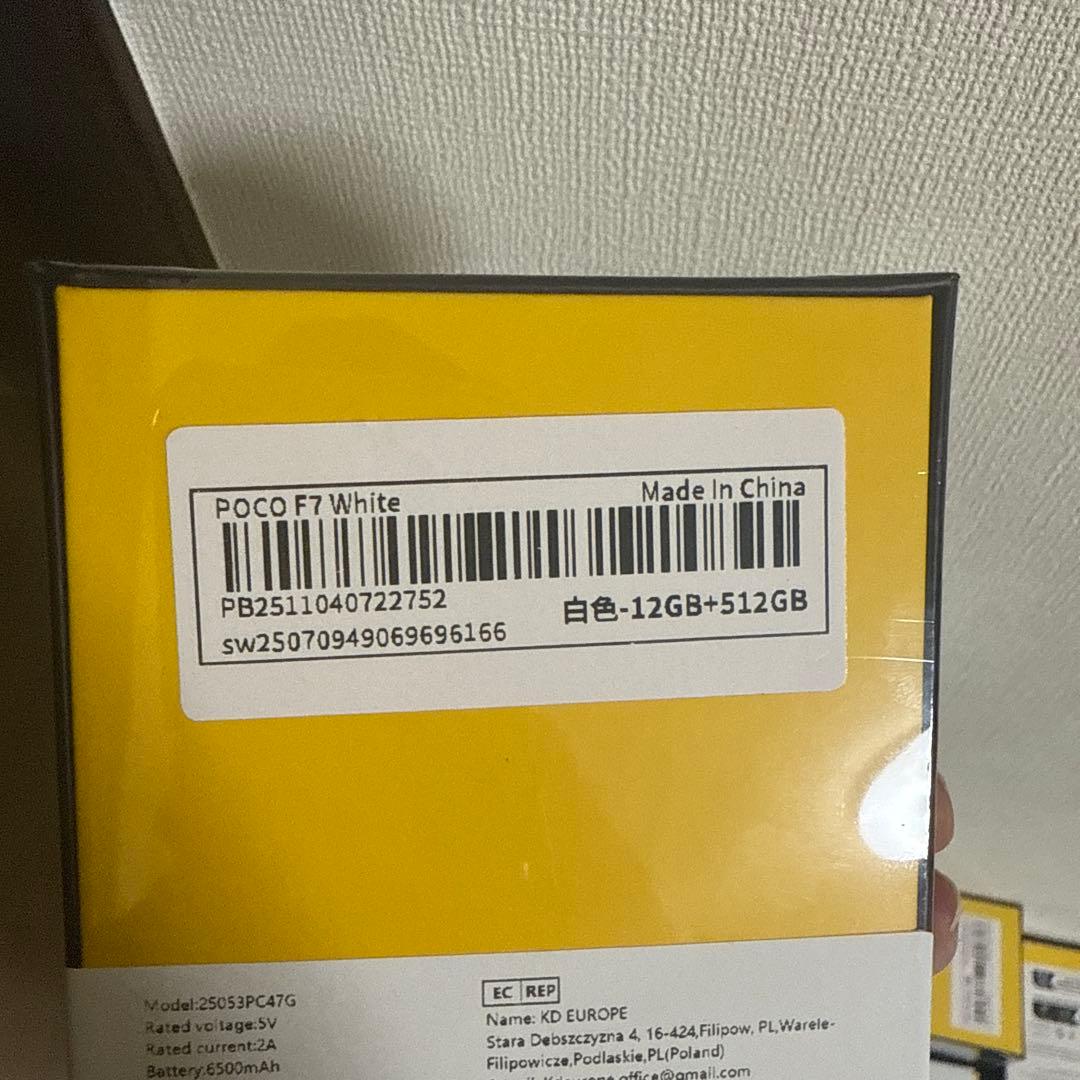 POCO F7 White
Made In China
PB2511040722752
白色-12GB+512GB
sw25070949069696166
Model:25053PC47G
Rated voltage:5V
Rated current:2A
Battery:6500mAh
EC REP
Name: KD EUROPE
Stara Debszczyzna 4, 16-424,Filipow, PL,Warele-
Filipowicze,Podlaskie,PL(Poland)